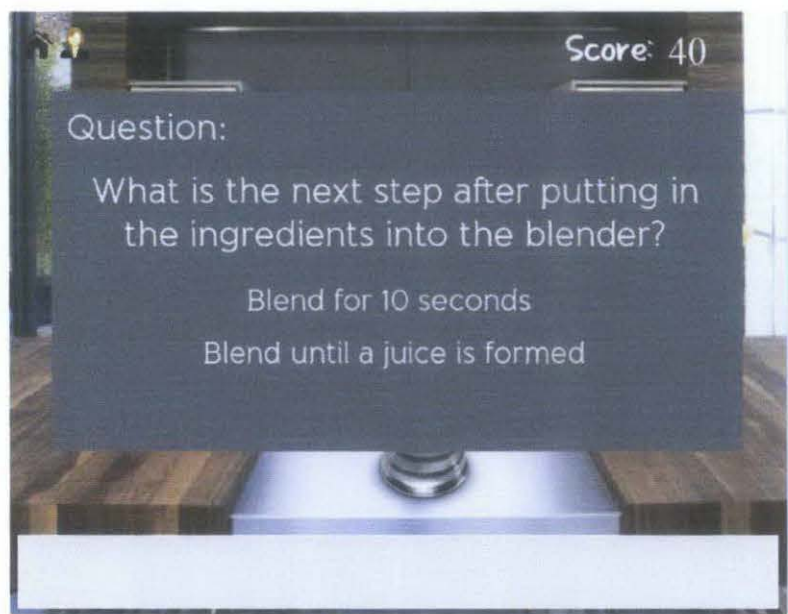 Score: 40
Question:
What is the next step after putting in
the ingredients into the blender?
Blend for 10 seconds
Blend until a juice is formed